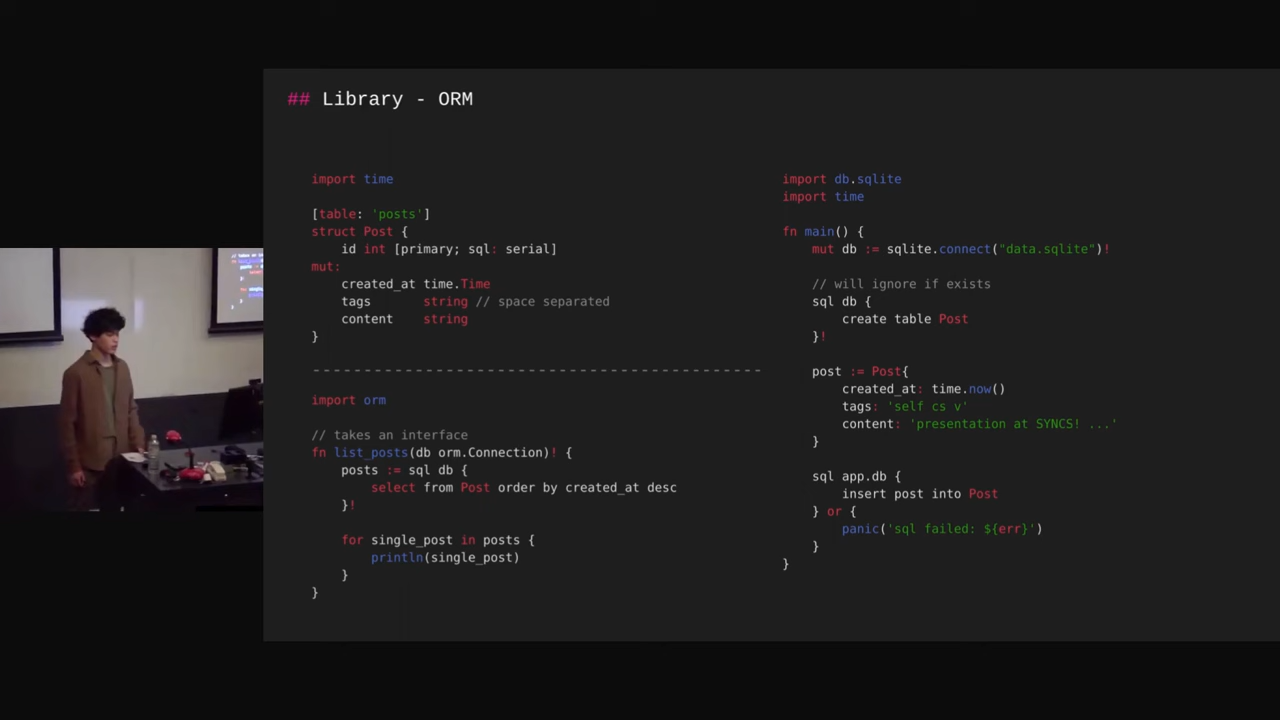 ## Library - ORM
import time
[table: 'posts']
struct Post {
    id int [primary; sql: serial]
mut:
    created_at time.Time
    tags       string // space separated
    content    string
}
-------------------------------------------
import orm
// takes an interface
fn list_posts(db orm.Connection)! {
    posts := sql db {
        select from Post order by created_at desc
    }!
    for single_post in posts {
        println(single_post)
    }
}
import db.sqlite
import time
fn main() {
    mut db := sqlite.connect("data.sqlite")!
    // will ignore if exists
    sql db {
        create table Post
    }!
    post := Post{
        created_at: time.now()
        tags: 'self cs v'
        content: 'presentation at SYNCS! ...'
    }
    sql app.db {
        insert post into Post
    } or {
        panic('sql failed: ${err}')
    }
}